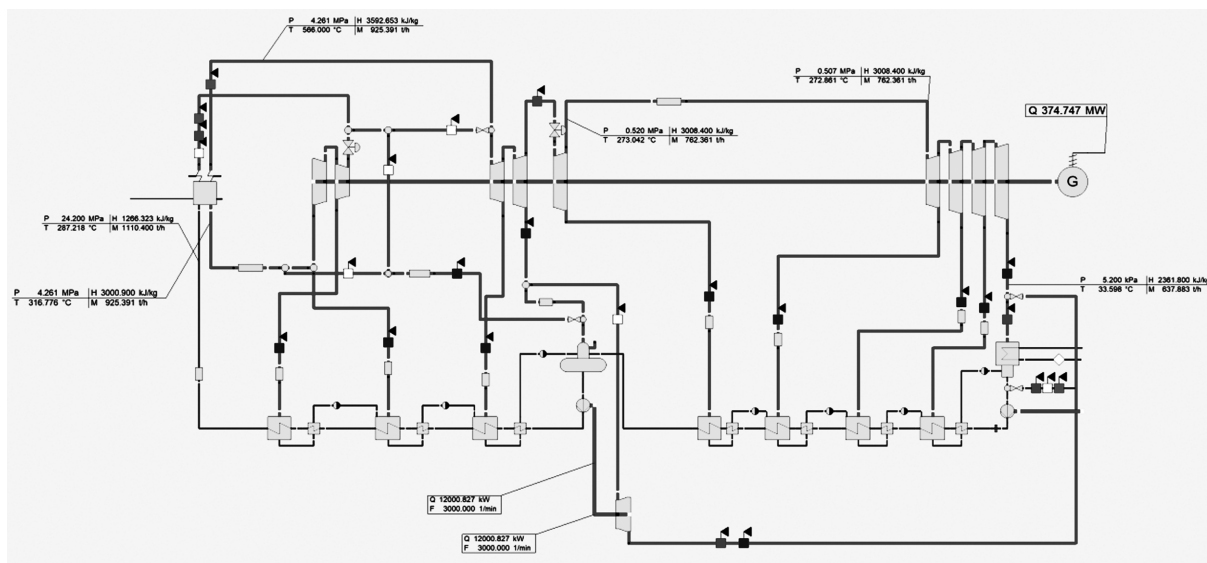 P 4.261 MPa H 3592.653 kJ/kg
T 566.000 °C M 925.391 t/h
P 0.507 MPa H 3008.400 kJ/kg
T 272.861 °C M 762.361 t/h
Q 374.747 MW
P 0.520 MPa H 3008.400 kJ/kg
T 273.042 °C M 762.361 t/h
G
P 24.200 MPa H 1266.323 kJ/kg
T 287.218 °C M 1110.400 t/h
P 5.200 kPa H 2361.800 kJ/kg
T 33.598 °C M 637.883 t/h
P 4.261 MPa H 3000.900 kJ/kg
T 316.776 °C M 925.391 t/h
Q 12000.827 kW
F 3000.000 1/min
Q 12000.827 kW
F 3000.000 1/min